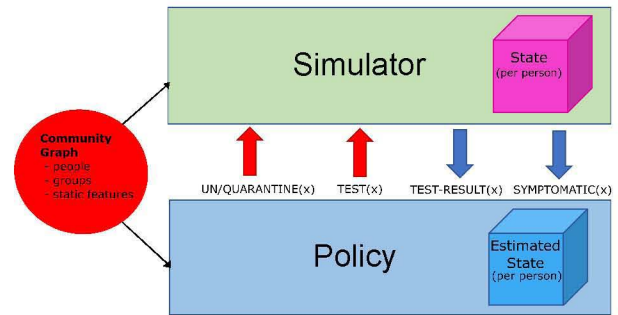 Simulator
State
(per person)
Community
Graph
- people
- groups
- static features
UN/QUARANTINE(x) TEST(x) TEST-RESULT(x) SYMPTOMATIC(x)
Policy
Estimated
State
(per person)